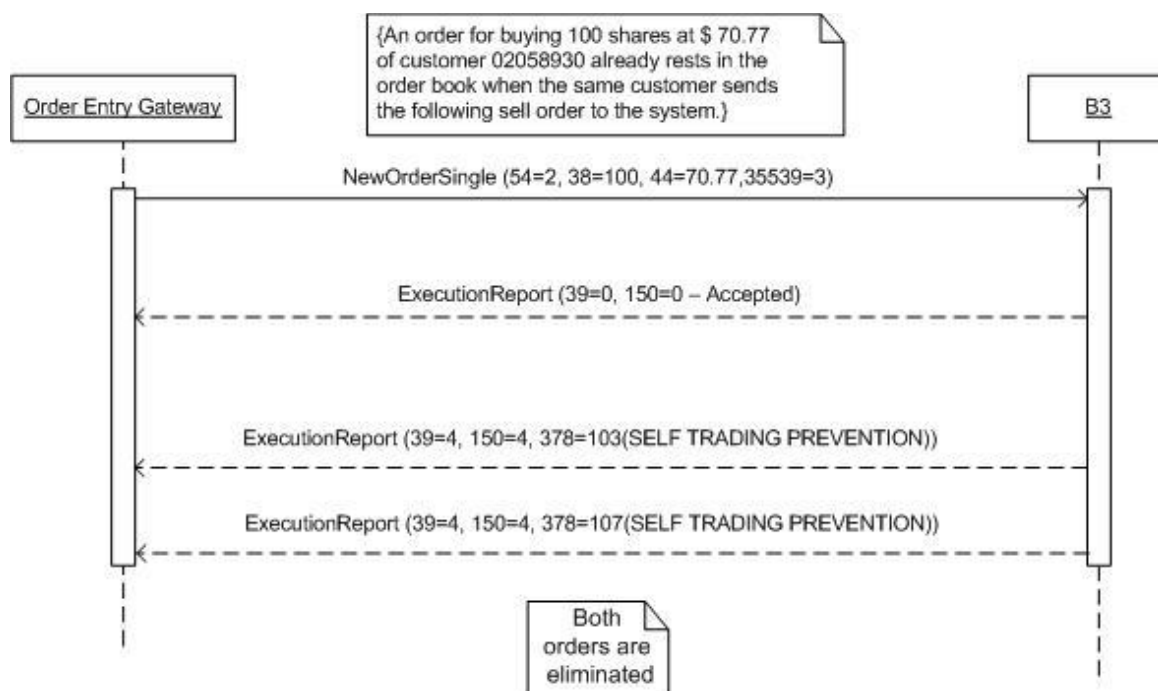 {An order for buying 100 shares at $ 70.77
of customer 02058930 already rests in the
order book when the same customer sends
the following sell order to the system.}
Order Entry Gateway
B3
NewOrderSingle (54=2, 38=100, 44=70.77,35539=3)
ExecutionReport (39=0, 150=0 – Accepted)
ExecutionReport (39=4, 150=4, 378=103(SELF TRADING PREVENTION))
ExecutionReport (39=4, 150=4, 378=107(SELF TRADING PREVENTION))
Both
orders are
eliminated